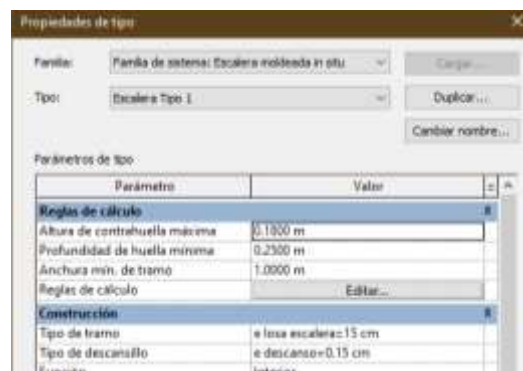 Propiedades de tipo
Familia: Familia de sistema: Escalera moldeada in situ Cargar...
Tipo: Escalera Tipo 1 Duplicar...
Cambiar nombre...
Parámetros de tipo
Parámetro Valor =
Reglas de cálculo
Altura de contrahuella máxima 0.1800 m
Profundidad de huella mínima 0.2500 m
Anchura mín. de tramo 1.0000 m
Reglas de cálculo Editar...
Construcción
Tipo de tramo e losa escalera=15 cm
Tipo de descansillo e descanso=0.15 cm